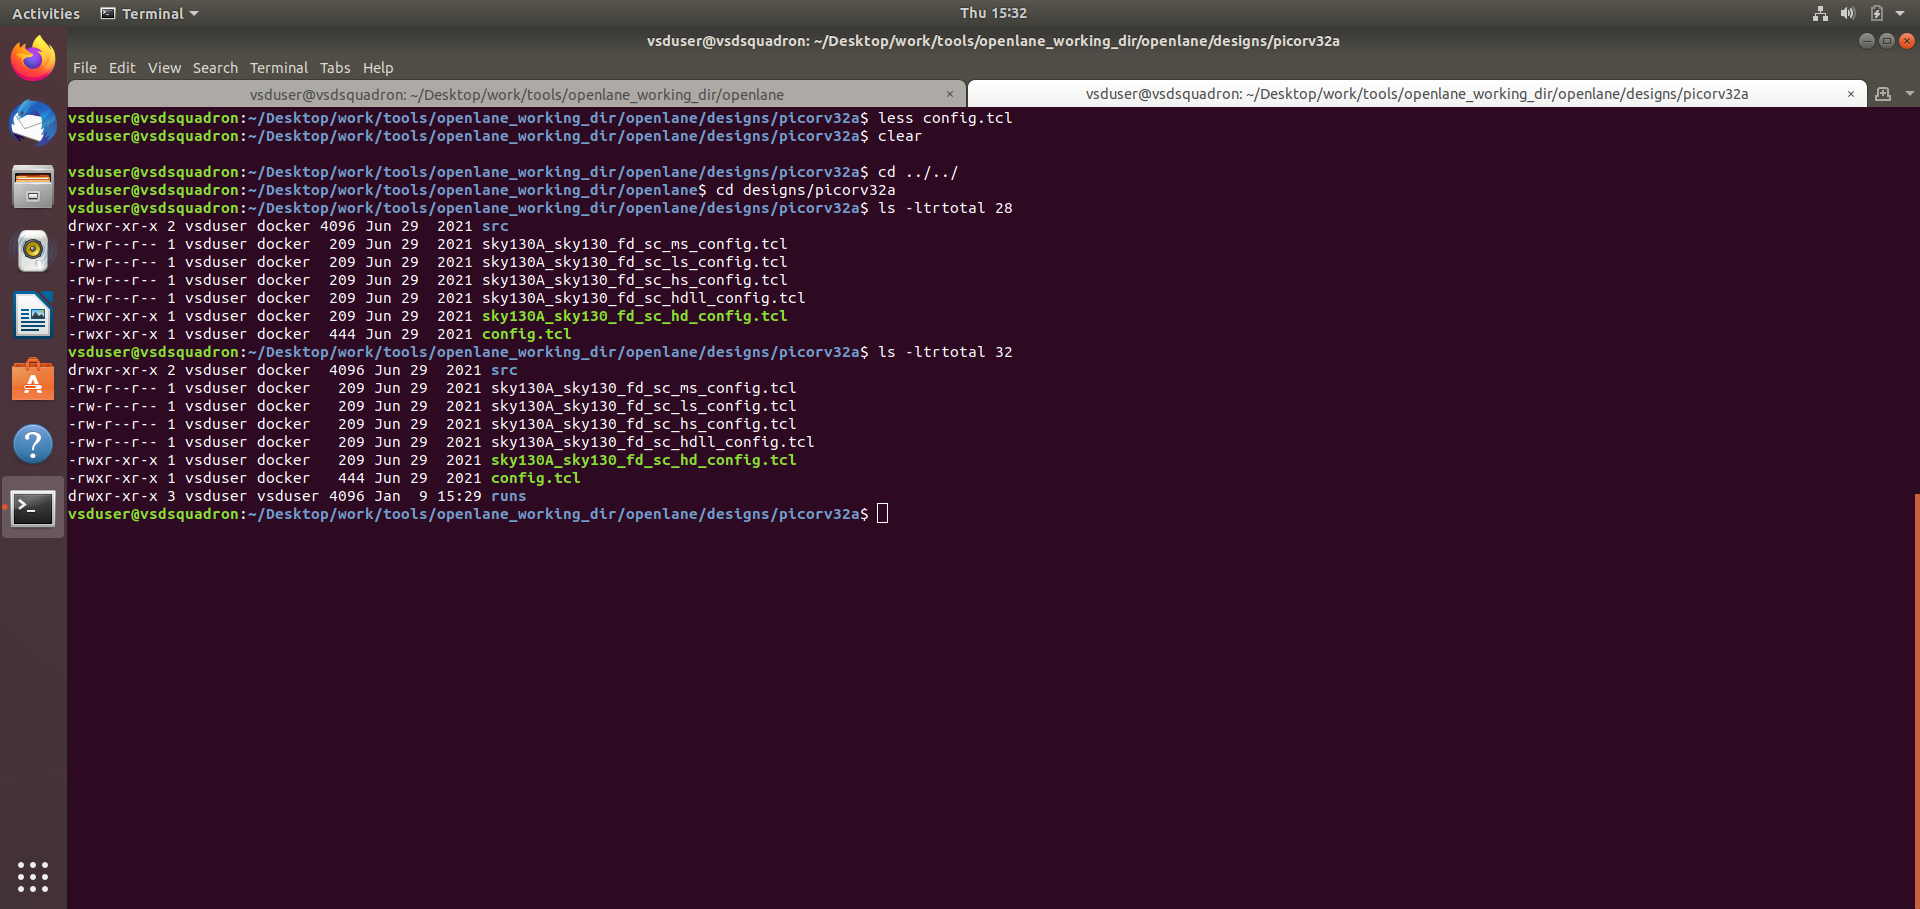 Activities Terminal Thu 15:32
vsduser@vsdsquadron: ~/Desktop/work/tools/openlane_working_dir/openlane/designs/picorv32a
File Edit View Search Terminal Tabs Help
vsduser@vsdsquadron: ~/Desktop/work/tools/openlane_working_dir/openlane × vsduser@vsdsquadron: ~/Desktop/work/tools/openlane_working_dir/openlane/designs/picorv32a ×
vsduser@vsdsquadron:~/Desktop/work/tools/openlane_working_dir/openlane/designs/picorv32a$ less config.tcl
vsduser@vsdsquadron:~/Desktop/work/tools/openlane_working_dir/openlane/designs/picorv32a$ clear
vsduser@vsdsquadron:~/Desktop/work/tools/openlane_working_dir/openlane/designs/picorv32a$ cd ../../
vsduser@vsdsquadron:~/Desktop/work/tools/openlane_working_dir/openlane$ cd designs/picorv32a
vsduser@vsdsquadron:~/Desktop/work/tools/openlane_working_dir/openlane/designs/picorv32a$ ls -ltrtotal 28
drwxr-xr-x 2 vsduser docker 4096 Jun 29  2021 src
-rw-r--r-- 1 vsduser docker  209 Jun 29  2021 sky130A_sky130_fd_sc_ms_config.tcl
-rw-r--r-- 1 vsduser docker  209 Jun 29  2021 sky130A_sky130_fd_sc_ls_config.tcl
-rw-r--r-- 1 vsduser docker  209 Jun 29  2021 sky130A_sky130_fd_sc_hs_config.tcl
-rw-r--r-- 1 vsduser docker  209 Jun 29  2021 sky130A_sky130_fd_sc_hdll_config.tcl
-rwxr-xr-x 1 vsduser docker  209 Jun 29  2021 sky130A_sky130_fd_sc_hd_config.tcl
-rwxr-xr-x 1 vsduser docker  444 Jun 29  2021 config.tcl
vsduser@vsdsquadron:~/Desktop/work/tools/openlane_working_dir/openlane/designs/picorv32a$ ls -ltrtotal 32
drwxr-xr-x 2 vsduser docker  4096 Jun 29  2021 src
-rw-r--r-- 1 vsduser docker   209 Jun 29  2021 sky130A_sky130_fd_sc_ms_config.tcl
-rw-r--r-- 1 vsduser docker   209 Jun 29  2021 sky130A_sky130_fd_sc_ls_config.tcl
-rw-r--r-- 1 vsduser docker   209 Jun 29  2021 sky130A_sky130_fd_sc_hs_config.tcl
-rw-r--r-- 1 vsduser docker   209 Jun 29  2021 sky130A_sky130_fd_sc_hdll_config.tcl
-rwxr-xr-x 1 vsduser docker   209 Jun 29  2021 sky130A_sky130_fd_sc_hd_config.tcl
-rwxr-xr-x 1 vsduser docker   444 Jun 29  2021 config.tcl
drwxr-xr-x 3 vsduser vsduser 4096 Jan  9 15:29 runs
vsduser@vsdsquadron:~/Desktop/work/tools/openlane_working_dir/openlane/designs/picorv32a$